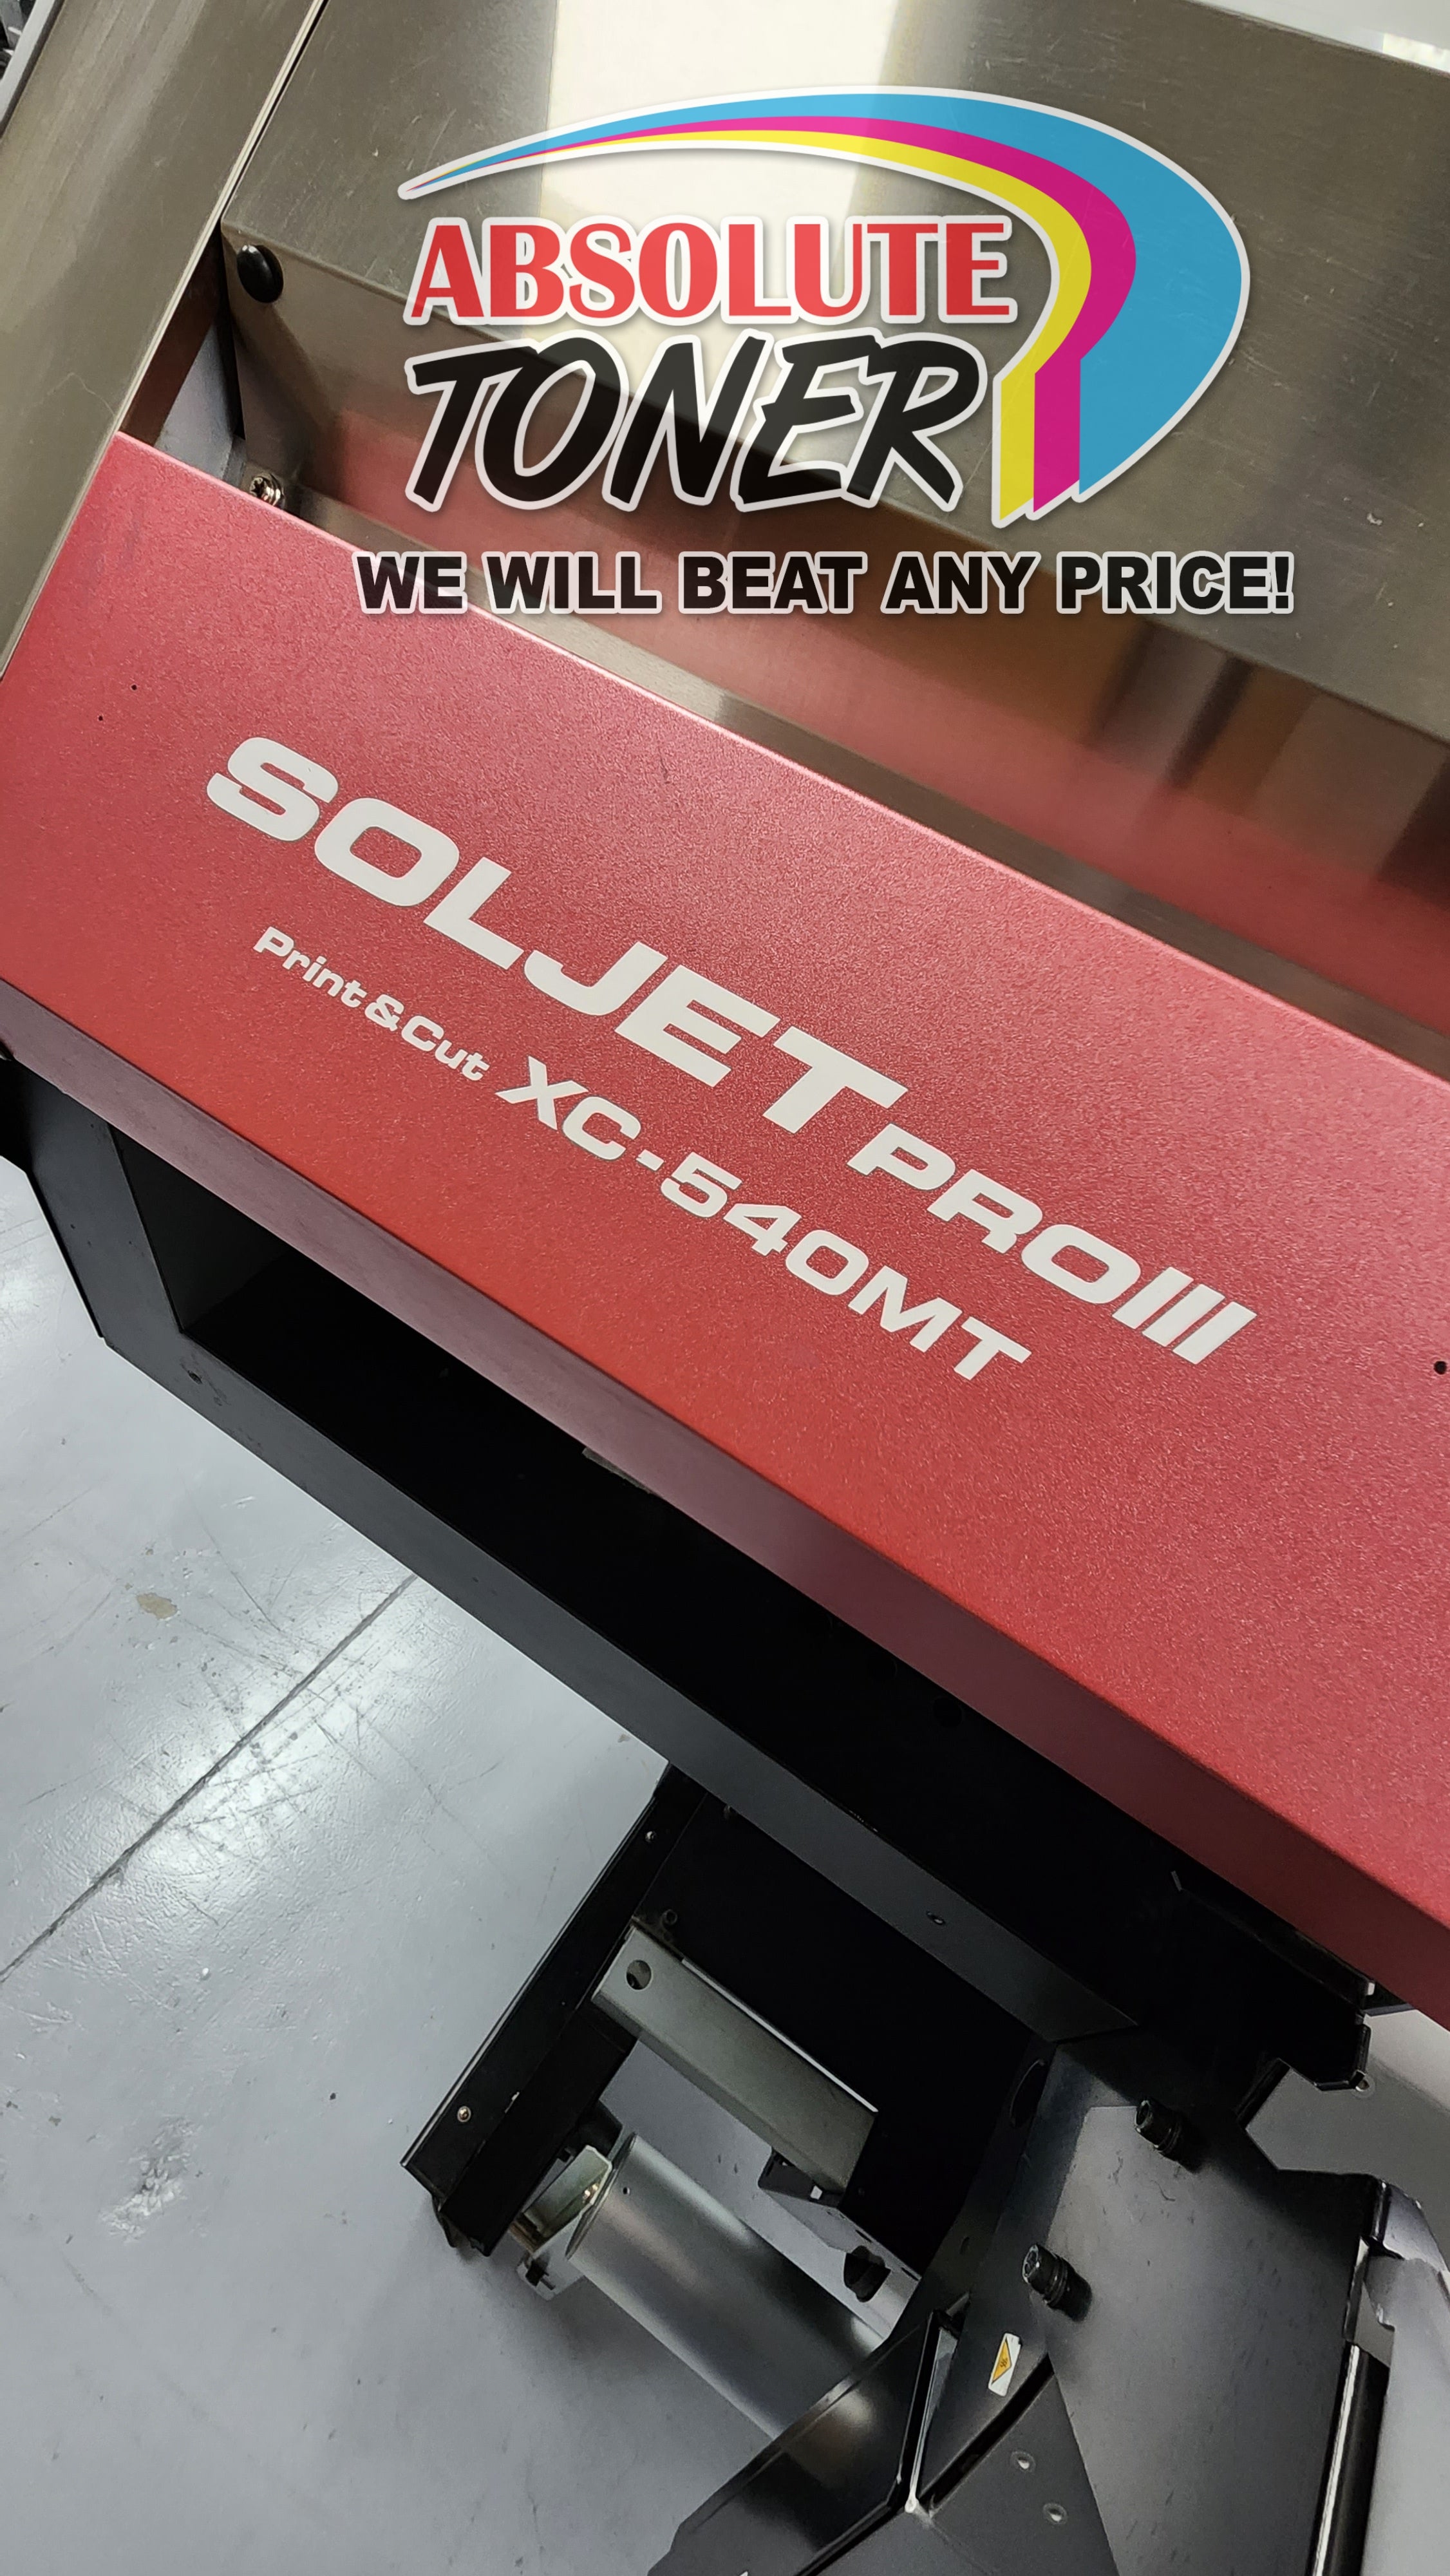 ABSOLUTE
TONER
WE WILL BEAT ANY PRICE!
SOLJET PROIII
Print&Cut XC-540MT